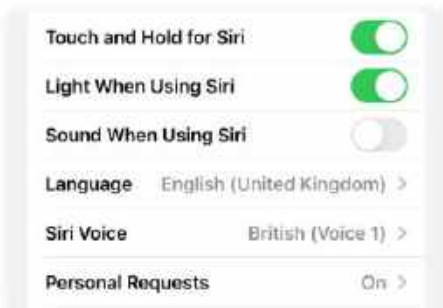 Touch and Hold for Siri
Light When Using Siri
Sound When Using Siri
Language English (United Kingdom) >
Siri Voice British (Voice 1) >
Personal Requests On >